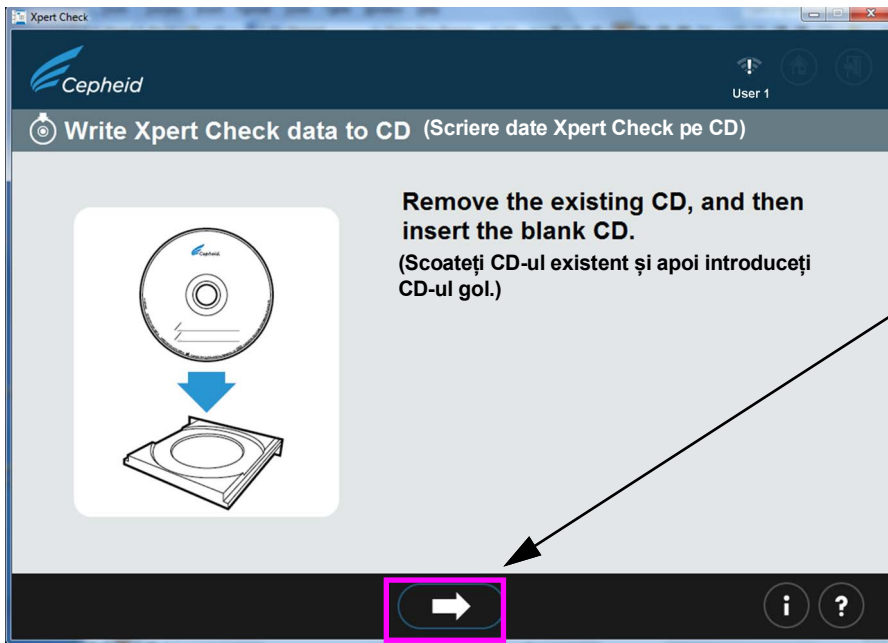 Xpert Check
Cepheid
User 1
Write Xpert Check data to CD (Scriere date Xpert Check pe CD)
Remove the existing CD, and then
insert the blank CD.
(Scoateți CD-ul existent și apoi introduceți
CD-ul gol.)
Cepheid
i ?